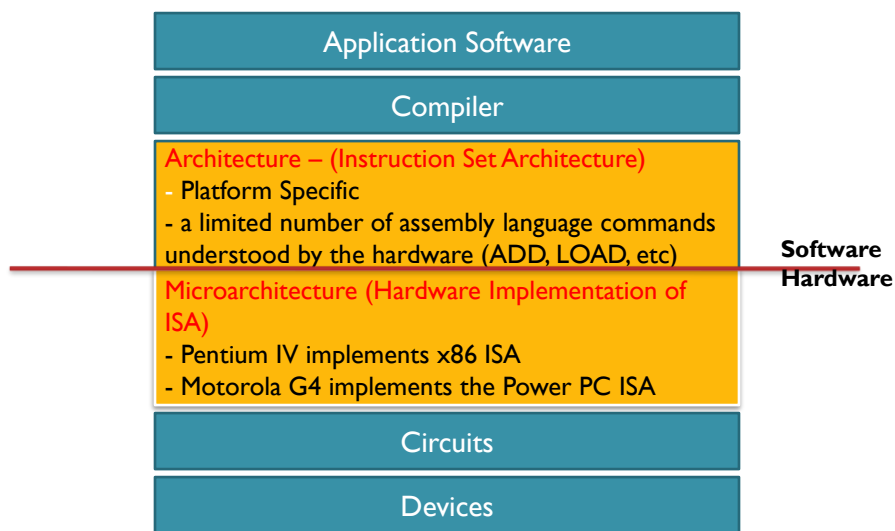 Application Software
Compiler
Architecture – (Instruction Set Architecture)
- Platform Specific
- a limited number of assembly language commands
understood by the hardware (ADD, LOAD, etc)
Software
Hardware
Microarchitecture (Hardware Implementation of
ISA)
- Pentium IV implements x86 ISA
- Motorola G4 implements the Power PC ISA
Circuits
Devices